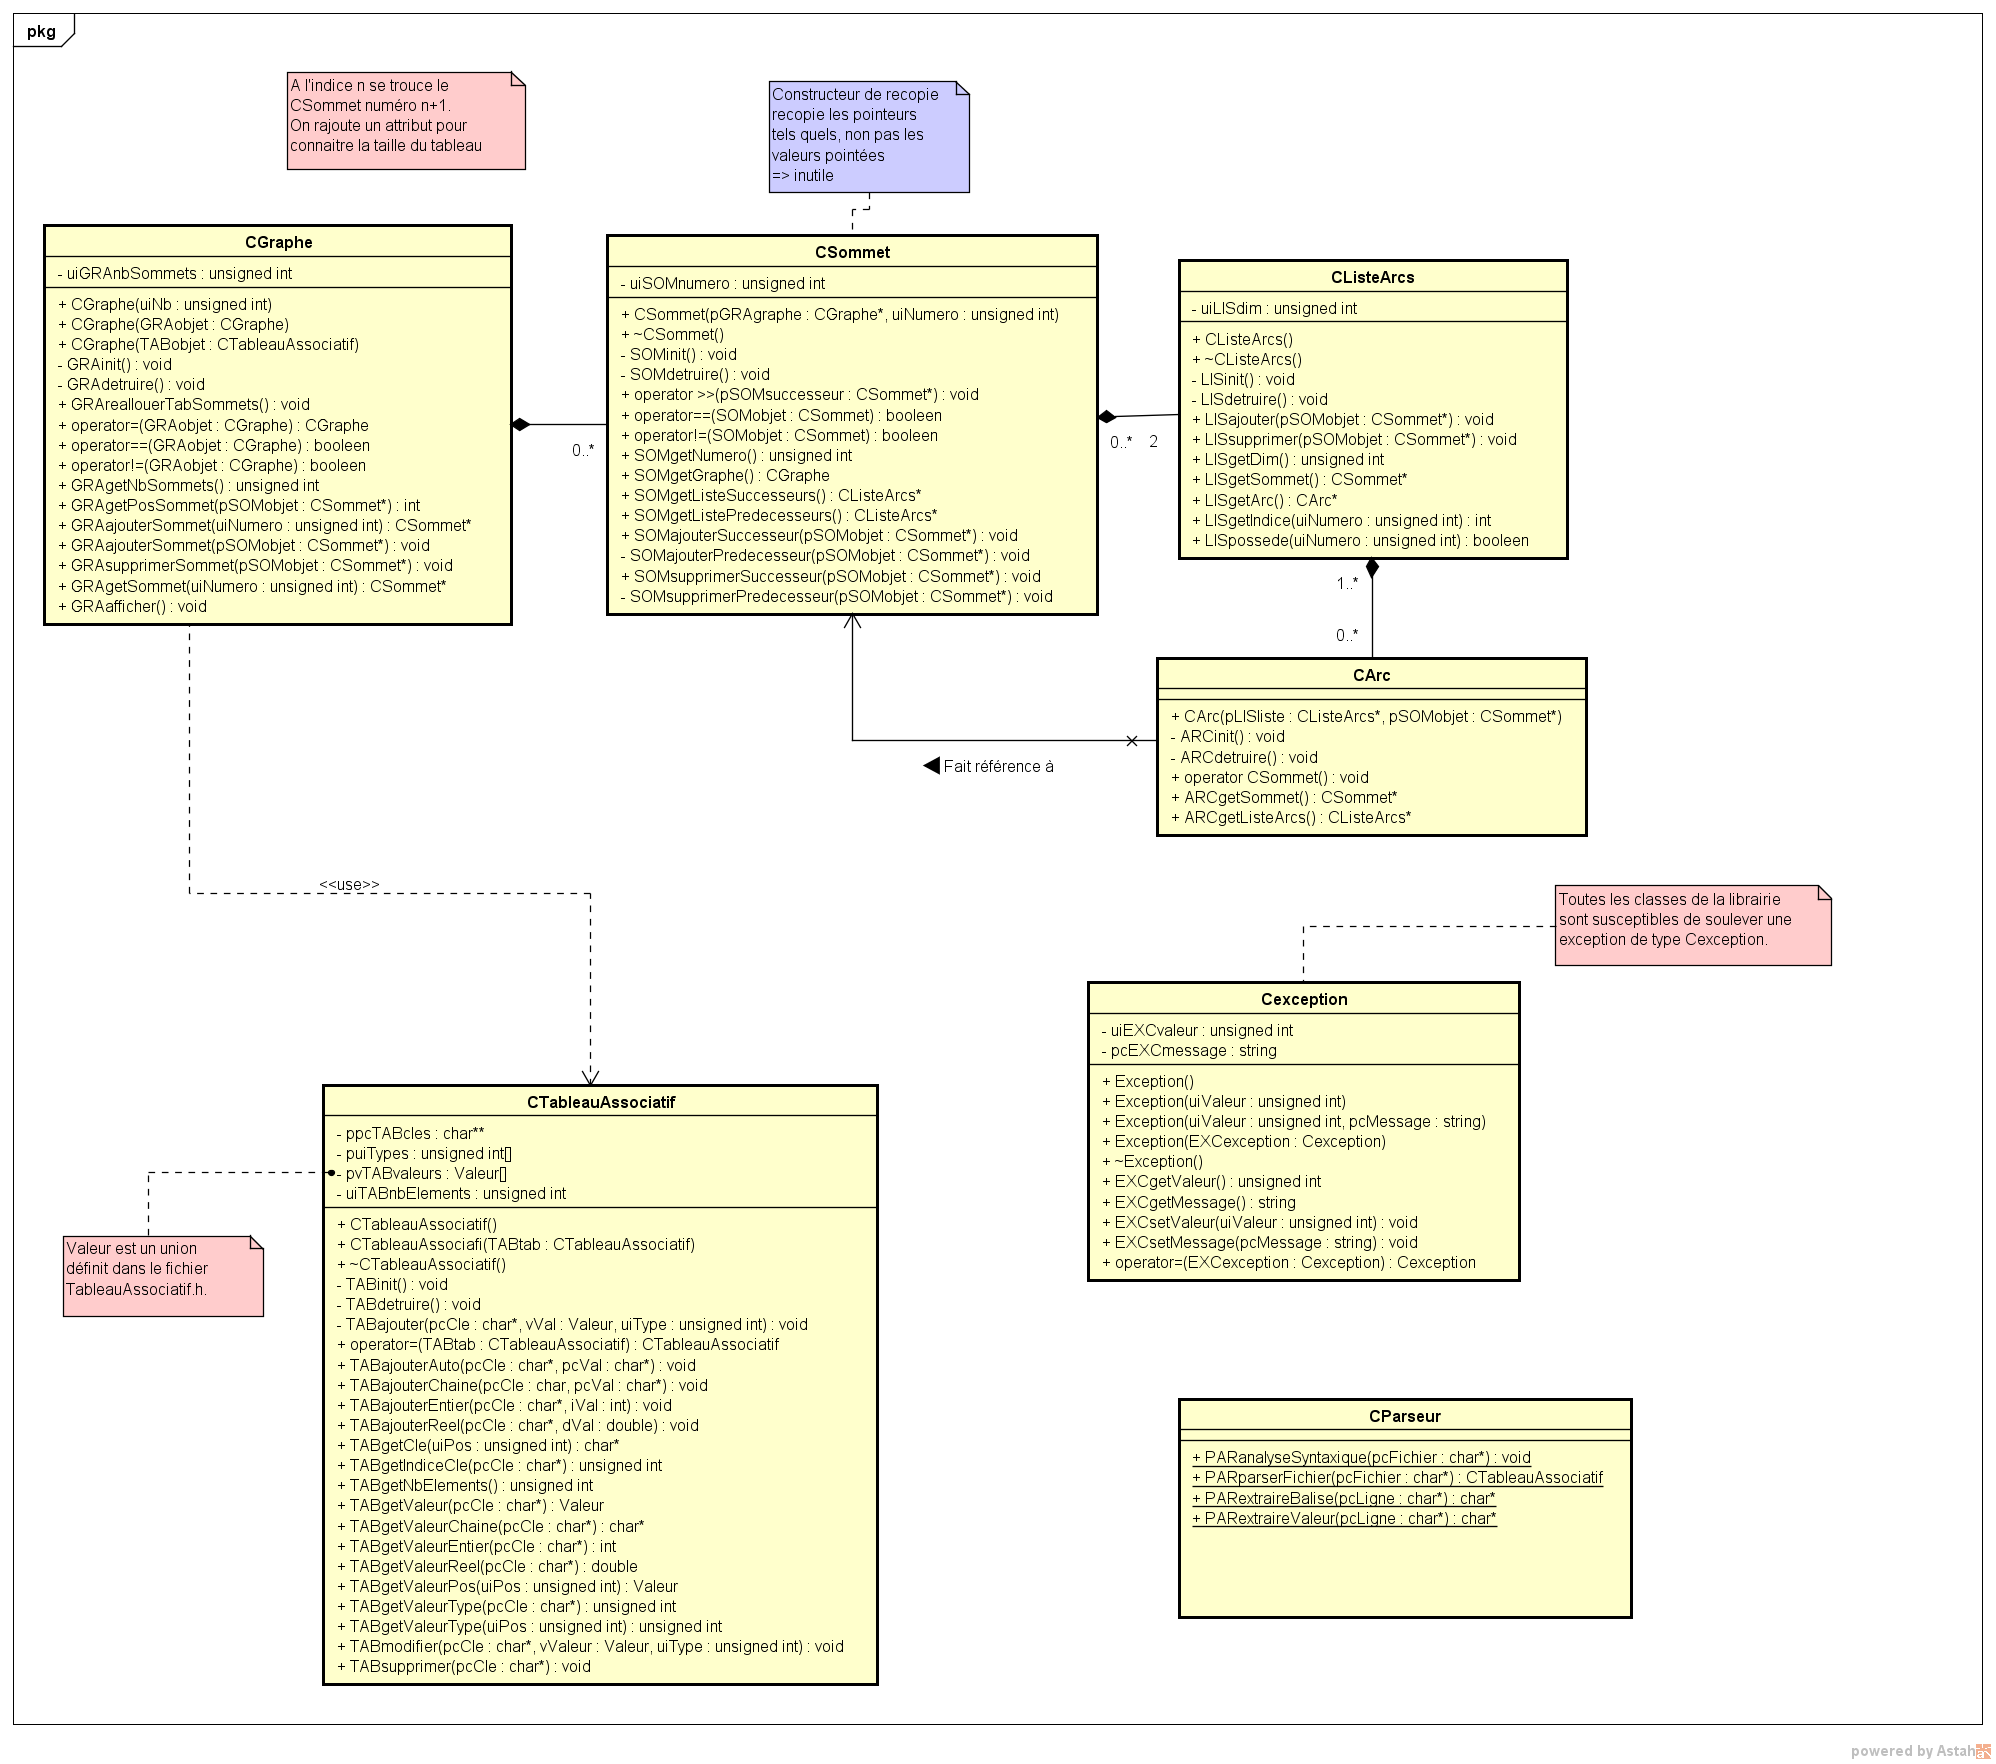 pkg
A l'indice n se trouce le
CSommet numéro n+1.
On rajoute un attribut pour
connaitre la taille du tableau
Constructeur de recopie
recopie les pointeurs
tels quels, non pas les
valeurs pointées
=> inutile
CGraphe
- uiGRAnbSommets : unsigned int
+ CGraphe(uiNb : unsigned int)
+ CGraphe(GRAobjet : CGraphe)
+ CGraphe(TABobjet : CTableauAssociatif)
- GRAinit() : void
- GRAdetruire() : void
+ GRAreallouerTabSommets() : void
+ operator=(GRAobjet : CGraphe) : CGraphe
+ operator==(GRAobjet : CGraphe) : booleen
+ operator!=(GRAobjet : CGraphe) : booleen
+ GRAgetNbSommets() : unsigned int
+ GRAgetPosSommet(pSOMobjet : CSommet*) : int
+ GRAajouterSommet(uiNumero : unsigned int) : CSommet*
+ GRAajouterSommet(pSOMobjet : CSommet*) : void
+ GRAsupprimerSommet(pSOMobjet : CSommet*) : void
+ GRAgetSommet(uiNumero : unsigned int) : CSommet*
+ GRAafficher() : void
0..*
CSommet
- uiSOMnumero : unsigned int
+ CSommet(pGRAgraphe : CGraphe*, uiNumero : unsigned int)
+ ~CSommet()
- SOMinit() : void
- SOMdetruire() : void
+ operator >>(pSOMsuccesseur : CSommet*) : void
+ operator==(SOMobjet : CSommet) : booleen
+ operator!=(SOMobjet : CSommet) : booleen
+ SOMgetNumero() : unsigned int
+ SOMgetGraphe() : CGraphe
+ SOMgetListeSuccesseurs() : CListeArcs*
+ SOMgetListePredecesseurs() : CListeArcs*
+ SOMajouterSuccesseur(pSOMobjet : CSommet*) : void
- SOMajouterPredecesseur(pSOMobjet : CSommet*) : void
+ SOMsupprimerSuccesseur(pSOMobjet : CSommet*) : void
- SOMsupprimerPredecesseur(pSOMobjet : CSommet*) : void
0..* 2
CListeArcs
- uiLISdim : unsigned int
+ CListeArcs()
+ ~CListeArcs()
- LISinit() : void
- LISdetruire() : void
+ LISajouter(pSOMobjet : CSommet*) : void
+ LISsupprimer(pSOMobjet : CSommet*) : void
+ LISgetDim() : unsigned int
+ LISgetSommet() : CSommet*
+ LISgetArc() : CArc*
+ LISgetIndice(uiNumero : unsigned int) : int
+ LISpossede(uiNumero : unsigned int) : booleen
1..*
0..*
CArc
+ CArc(pLISliste : CListeArcs*, pSOMobjet : CSommet*)
- ARCinit() : void
- ARCdetruire() : void
+ operator CSommet() : void
+ ARCgetSommet() : CSommet*
+ ARCgetListeArcs() : CListeArcs*
Fait référence à
<<use>>
Toutes les classes de la librairie
sont susceptibles de soulever une
exception de type Cexception.
Cexception
- uiEXCvaleur : unsigned int
- pcEXCmessage : string
+ Exception()
+ Exception(uiValeur : unsigned int)
+ Exception(uiValeur : unsigned int, pcMessage : string)
+ Exception(EXCexception : Cexception)
+ ~Exception()
+ EXCgetValeur() : unsigned int
+ EXCgetMessage() : string
+ EXCsetValeur(uiValeur : unsigned int) : void
+ EXCsetMessage(pcMessage : string) : void
+ operator=(EXCexception : Cexception) : Cexception
CTableauAssociatif
- ppcTABcles : char**
- puiTypes : unsigned int[]
- pvTABvaleurs : Valeur[]
- uiTABnbElements : unsigned int
+ CTableauAssociatif()
+ CTableauAssociafi(TABtab : CTableauAssociatif)
+ ~CTableauAssociatif()
- TABinit() : void
- TABdetruire() : void
- TABajouter(pcCle : char*, vVal : Valeur, uiType : unsigned int) : void
+ operator=(TABtab : CTableauAssociatif) : CTableauAssociatif
+ TABajouterAuto(pcCle : char*, pcVal : char*) : void
+ TABajouterChaine(pcCle : char, pcVal : char*) : void
+ TABajouterEntier(pcCle : char*, iVal : int) : void
+ TABajouterReel(pcCle : char*, dVal : double) : void
+ TABgetCle(uiPos : unsigned int) : char*
+ TABgetIndiceCle(pcCle : char*) : unsigned int
+ TABgetNbElements() : unsigned int
+ TABgetValeur(pcCle : char*) : Valeur
+ TABgetValeurChaine(pcCle : char*) : char*
+ TABgetValeurEntier(pcCle : char*) : int
+ TABgetValeurReel(pcCle : char*) : double
+ TABgetValeurPos(uiPos : unsigned int) : Valeur
+ TABgetValeurType(pcCle : char*) : unsigned int
+ TABgetValeurType(uiPos : unsigned int) : unsigned int
+ TABmodifier(pcCle : char*, vValeur : Valeur, uiType : unsigned int) : void
+ TABsupprimer(pcCle : char*) : void
Valeur est un union
définit dans le fichier
TableauAssociatif.h.
CParseur
+ PARanalyseSyntaxique(pcFichier : char*) : void
+ PARparserFichier(pcFichier : char*) : CTableauAssociatif
+ PARextraireBalise(pcLigne : char*) : char*
+ PARextraireValeur(pcLigne : char*) : char*
powered by Astah